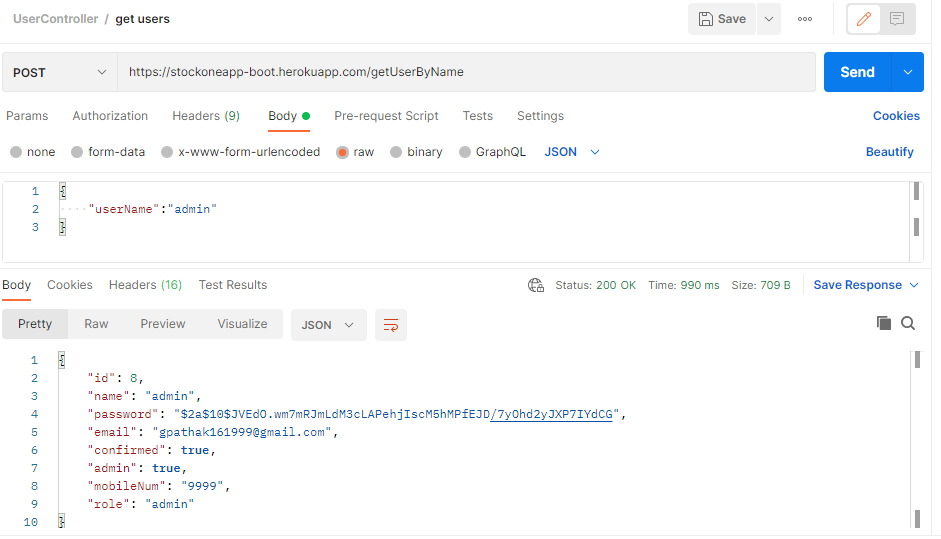 UserController / get users
Save
POST https://stockoneapp-boot.herokuapp.com/getUserByName Send
Params Authorization Headers (9) Body Pre-request Script Tests Settings Cookies
none form-data x-www-form-urlencoded raw binary GraphQL JSON Beautify
1 {
2 "userName":"admin"
3 }
Body Cookies Headers (16) Test Results Status: 200 OK Time: 990 ms Size: 709 B Save Response
Pretty Raw Preview Visualize JSON
1 {
2 "id": 8,
3 "name": "admin",
4 "password": "$2a$10$JVEdO.wm7mRJmLdM3cLAPehjIscM5hMPfEJD/7yOhd2yJXP7IYdCG",
5 "email": "gpathak161999@gmail.com",
6 "confirmed": true,
7 "admin": true,
8 "mobileNum": "9999",
9 "role": "admin"
10 }